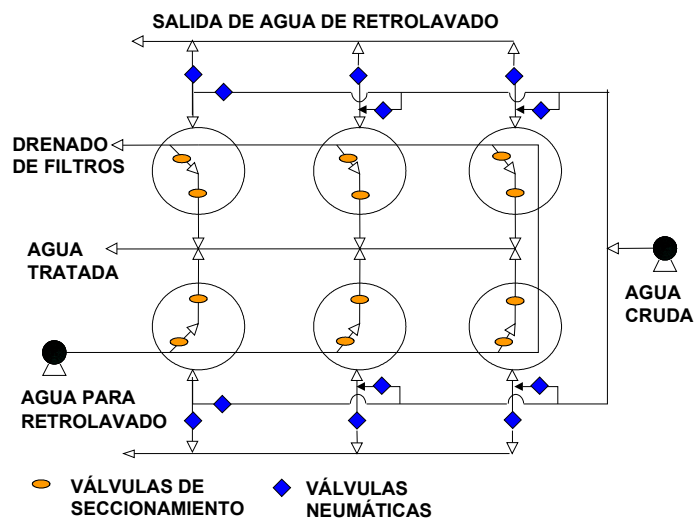 SALIDA DE AGUA DE RETROLAVADO
DRENADO
DE FILTROS
AGUA
TRATADA
AGUA
CRUDA
AGUA PARA
RETROLAVADO
VÁLVULAS DE
SECCIONAMIENTO
VÁLVULAS
NEUMÁTICAS